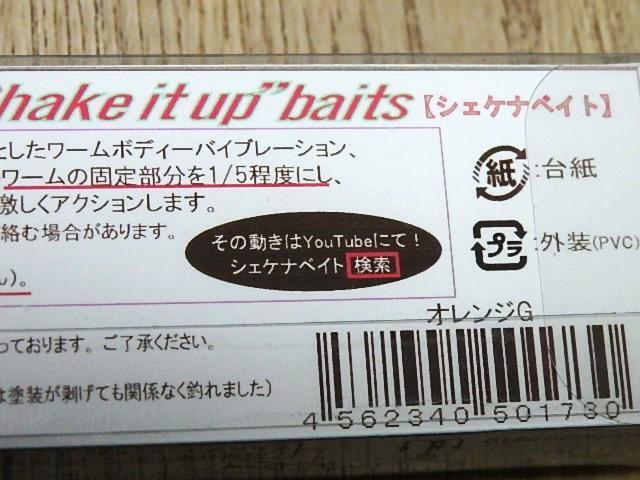 hake it up" baits【シェケナベイト】
としたワームボディーバイブレーション、
ワームの固定部分を1/5程度にし、
激しくアクションします。
絡む場合があります。
ん)。
その動きはYouTubeにて!
シェケナベイト 検索
紙:台紙
プラ:外装(PVC)
オレンジG
っております。ご了承ください。
は塗装が剥げても関係なく釣れました)
4 562340 501730